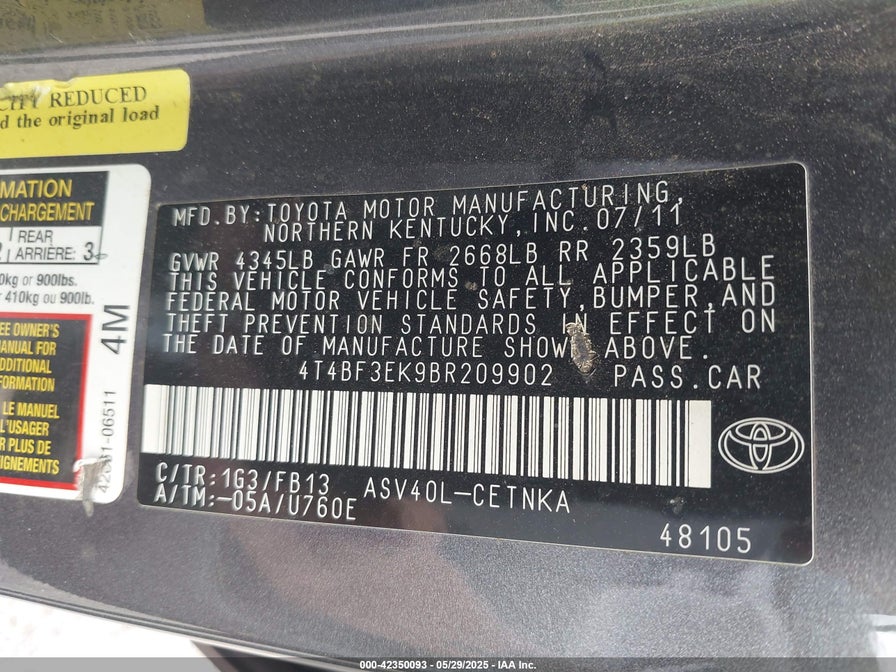 CITY REDUCED
d the original load
MATION
CHARGEMENT
REAR
ARRIÈRE: 3
0kg or 900lbs.
410kg ou 900lb.
EE OWNER'S
MANUAL FOR
ADDITIONAL
FORMATION
LE MANUEL
L'USAGER
R PLUS DE
IGNEMENTS
4M
06511
MFD.BY:TOYOTA MOTOR MANUFACTURING,
NORTHERN KENTUCKY,INC.07/11
GVWR 4345LB GAWR FR 2668LB RR 2359LB
THIS VEHICLE CONFORMS TO ALL APPLICABLE
FEDERAL MOTOR VEHICLE SAFETY,BUMPER,AND
THEFT PREVENTION STANDARDS IN EFFECT ON
THE DATE OF MANUFACTURE SHOWN ABOVE.
4T4BF3EK9BR209902 PASS.CAR
C/TR:1G3/FB13 ASV40L-CETNKA
A/TM:-05A/U760E
48105
000-42350093 - 05/29/2025 - IAA Inc.